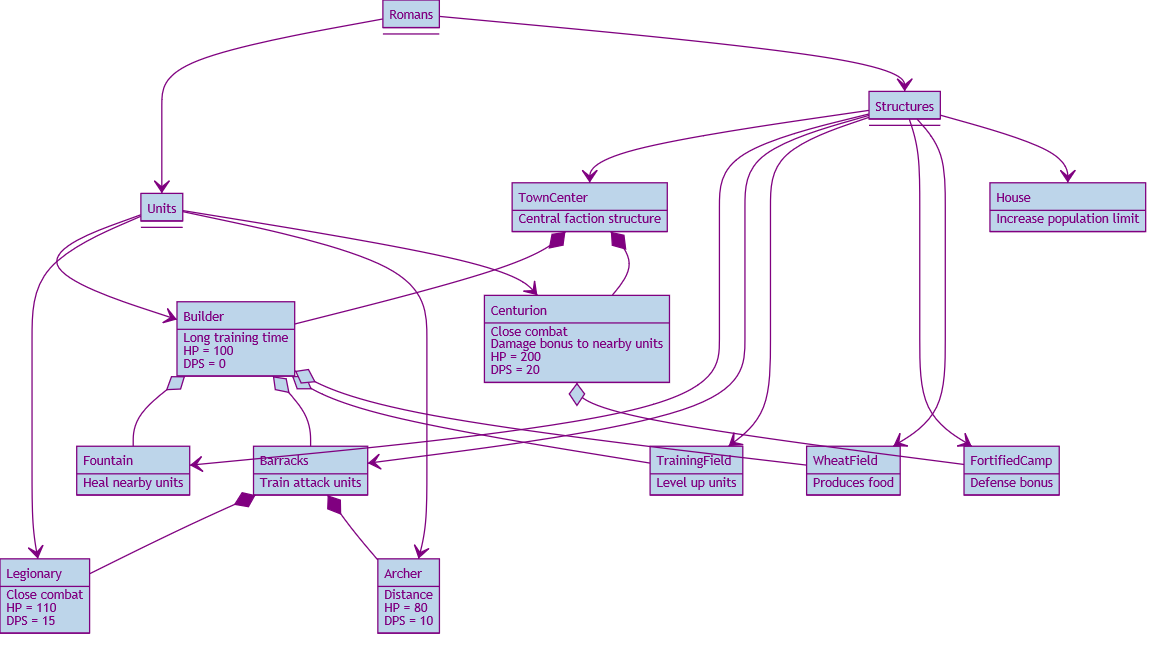 Romans
Structures
Units
TownCenter
Central faction structure
House
Increase population limit
Builder
Long training time
HP = 100
DPS = 0
Centurion
Close combat
Damage bonus to nearby units
HP = 200
DPS = 20
Fountain
Heal nearby units
Barracks
Train attack units
TrainingField
Level up units
WheatField
Produces food
FortifiedCamp
Defense bonus
Legionary
Close combat
HP = 110
DPS = 15
Archer
Distance
HP = 80
DPS = 10